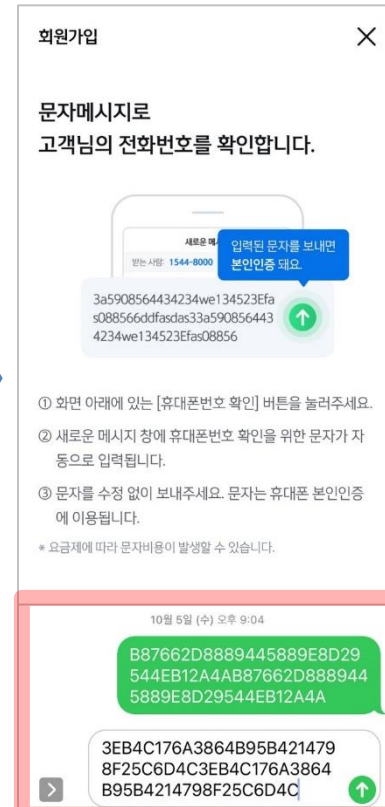 회원가입
문자메시지로
고객님의 전화번호를 확인합니다.
새로운 메
받는사람: 1544-8000
입력된 문자를 보내면
본인인증 돼요.
3a5908564434234we134523Efa
s088566ddfasdas33a590856443
4234we134523Efas08856
① 화면 아래에 있는 [휴대폰번호 확인] 버튼을 눌러주세요.
② 새로운 메시지 창에 휴대폰번호 확인을 위한 문자가 자
동으로 입력됩니다.
③ 문자를 수정 없이 보내주세요. 문자는 휴대폰 본인인증
에 이용됩니다.
* 요금제에 따라 문자비용이 발생할 수 있습니다.
10월 5일 (수) 오후 9:04
B87662D8889445889E8D29
544EB12A4AB87662D888944
5889E8D29544EB12A4A
3EB4C176A3864B95B421479
8F25C6D4C3EB4C176A3864
B95B4214798F25C6D4C